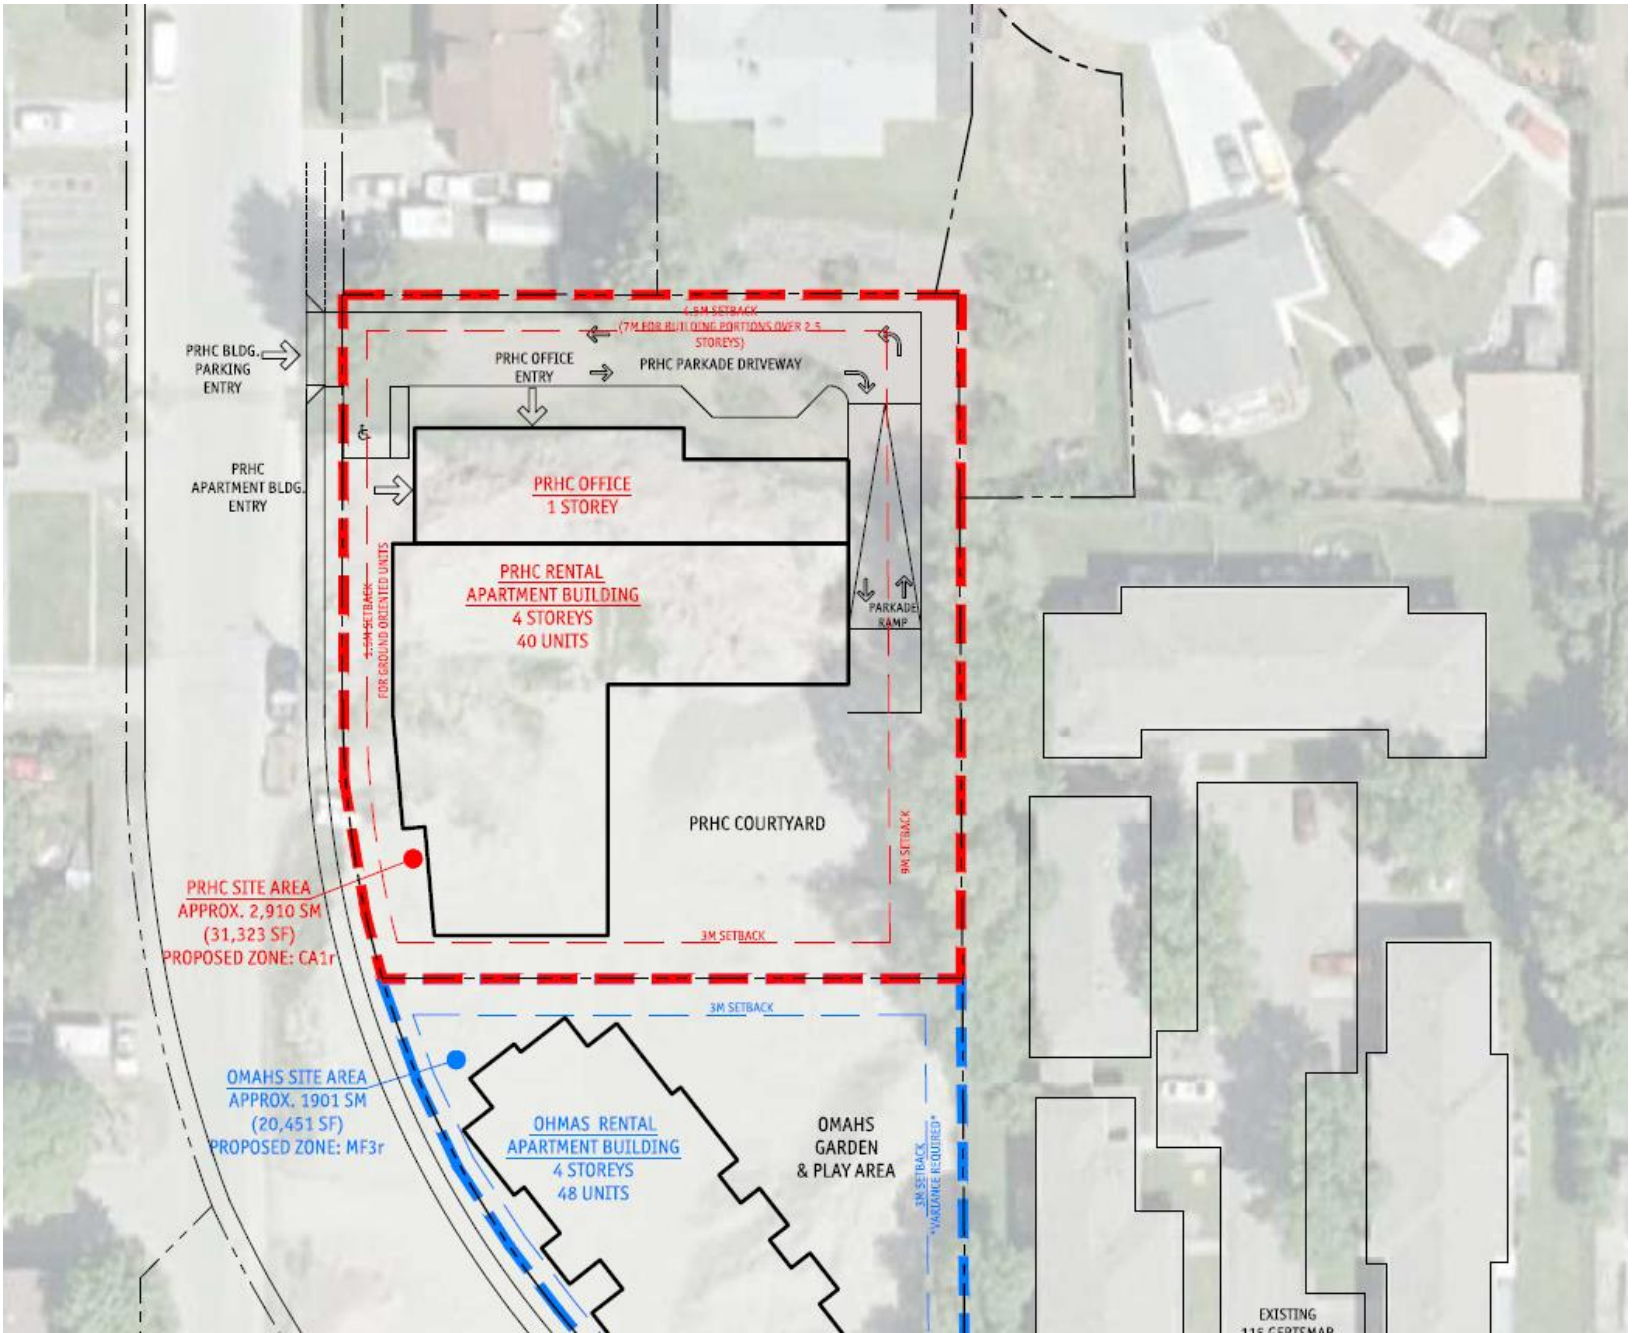 4.5M SETBACK
(7M FOR BUILDING PORTIONS OVER 2.5
STOREYS)
PRHC BLDG.
PARKING
ENTRY
PRHC OFFICE
ENTRY
PRHC PARKADE DRIVEWAY
PRHC
APARTMENT BLDG.
ENTRY
PRHC OFFICE
1 STOREY
1.5M SETBACK
FOR GROUND ORIENTED UNITS
PRHC RENTAL
APARTMENT BUILDING
4 STOREYS
40 UNITS
PARKADE
RAMP
PRHC COURTYARD
9M SETBACK
PRHC SITE AREA
APPROX. 2,910 SM
(31,323 SF)
PROPOSED ZONE: CA1r
3M SETBACK
3M SETBACK
OMAHS SITE AREA
APPROX. 1901 SM
(20,451 SF)
PROPOSED ZONE: MF3r
OHMAS RENTAL
APARTMENT BUILDING
4 STOREYS
48 UNITS
OMAHS
GARDEN
& PLAY AREA
3M SETBACK
*VARIANCE REQUIRED*
EXISTING